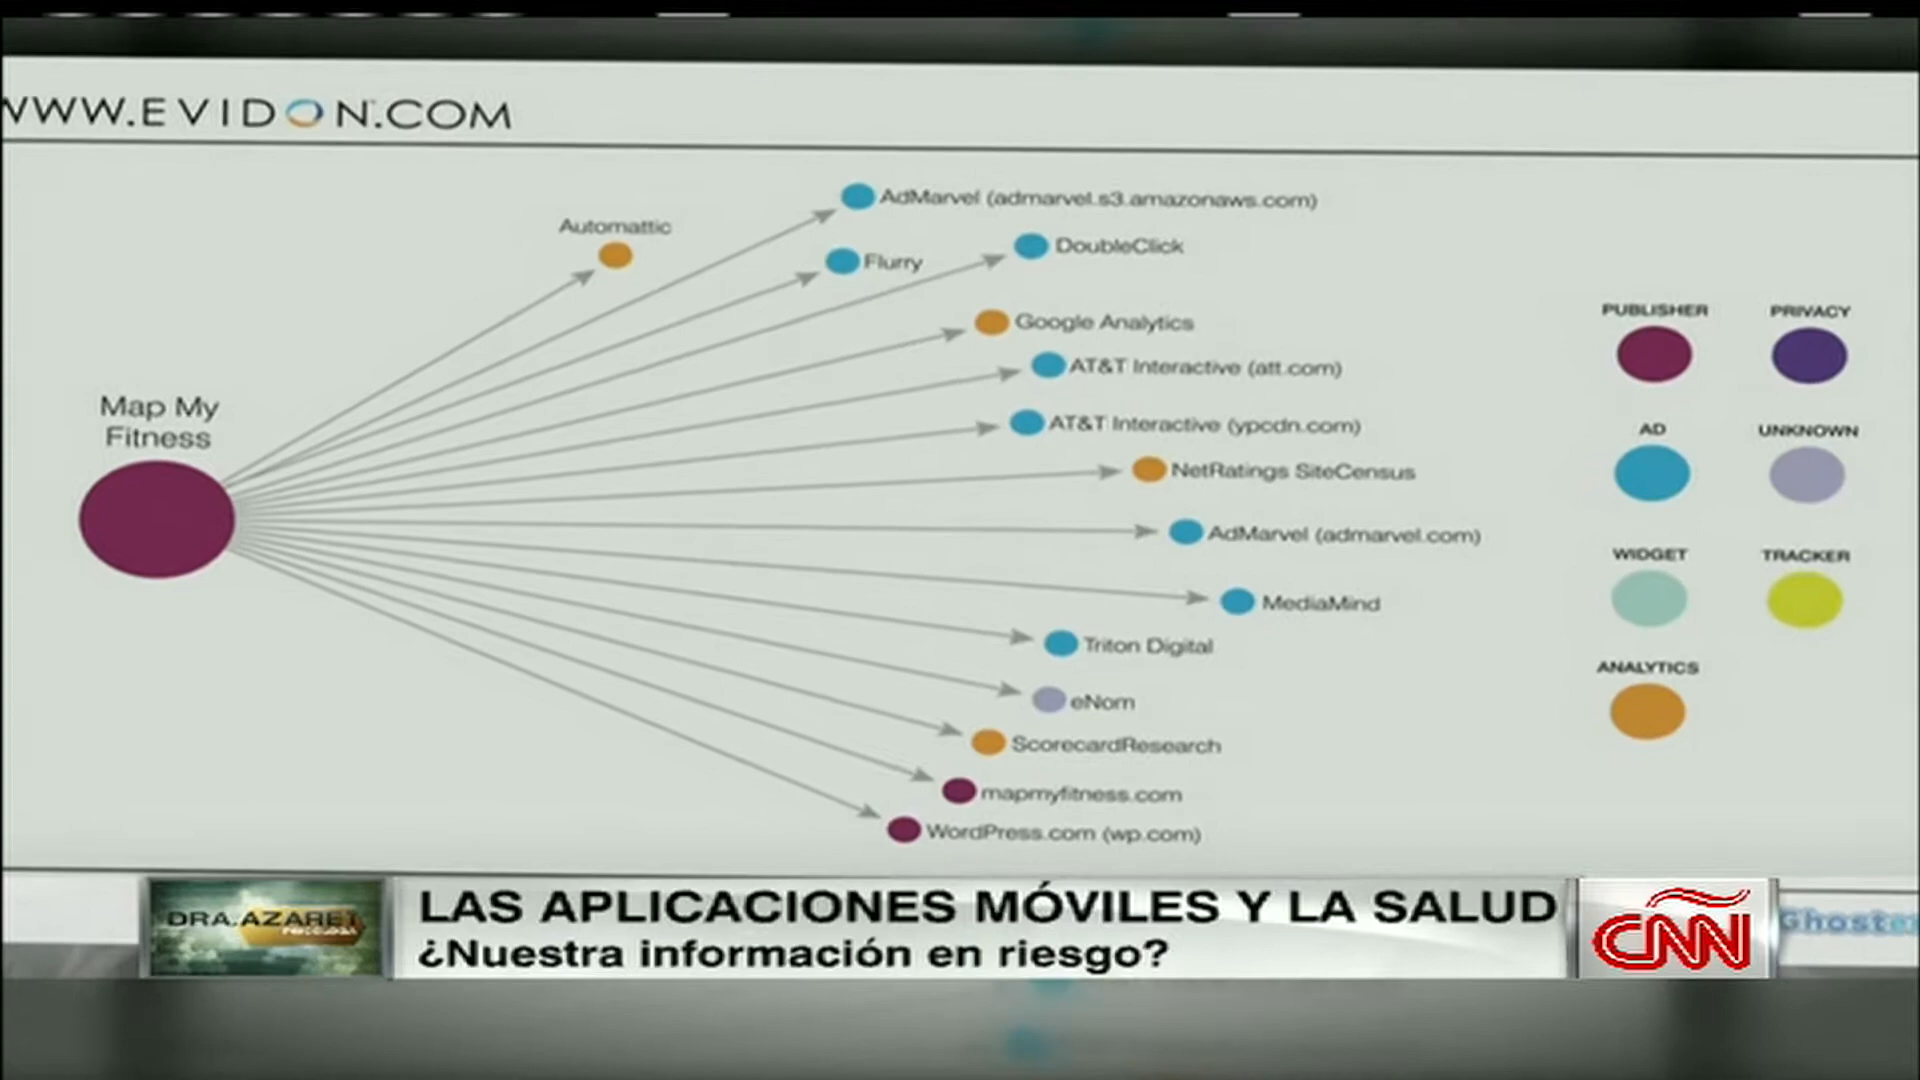 WWW.EVIDON.COM
AdMarvel (admarvel.s3.amazonaws.com)
Automattic
DoubleClick
Flurry
Google Analytics
AT&T Interactive (att.com)
AT&T Interactive (ypcdn.com)
NetRatings SiteCensus
AdMarvel (admarvel.com)
MediaMind
Triton Digital
eNom
ScorecardResearch
mapmyfitness.com
WordPress.com (wp.com)
Map My
Fitness
PUBLISHER PRIVACY
AD UNKNOWN
WIDGET TRACKER
ANALYTICS
DRA.AZARET
PSICÓLOGA
LAS APLICACIONES MÓVILES Y LA SALUD
¿Nuestra información en riesgo?
CÑN